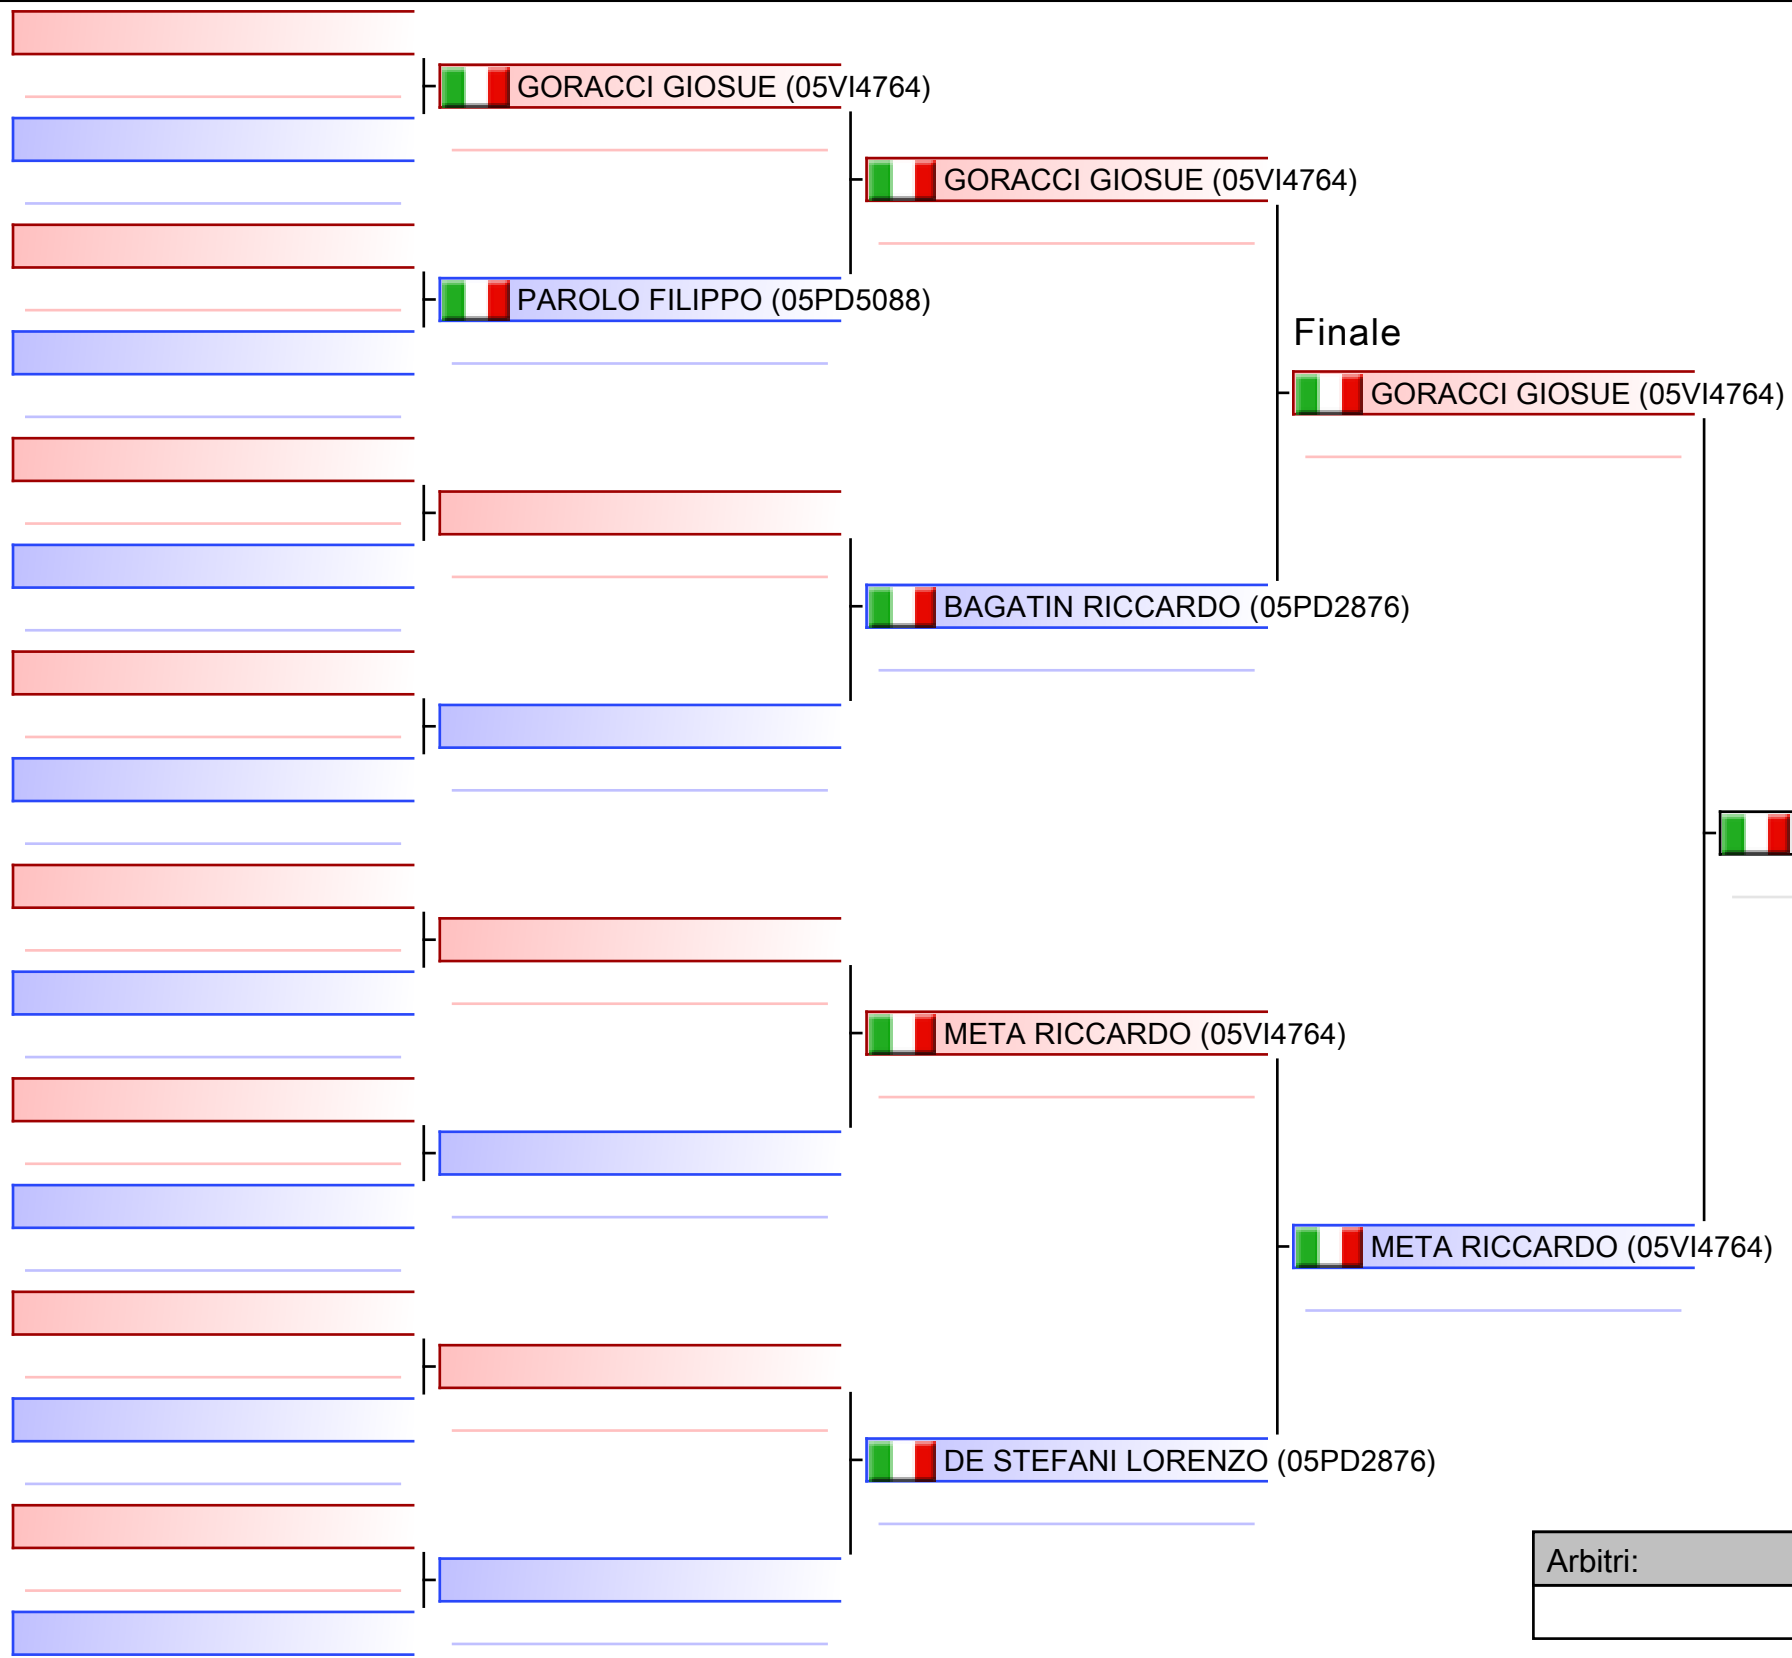 GORACCI GIOSUE (05VI4764)
GORACCI GIOSUE (05VI4764)
PAROLO FILIPPO (05PD5088)
Finale
GORACCI GIOSUE (05VI4764)
BAGATIN RICCARDO (05PD2876)
META RICCARDO (05VI4764)
META RICCARDO (05VI4764)
DE STEFANI LORENZO (05PD2876)
Arbitri: